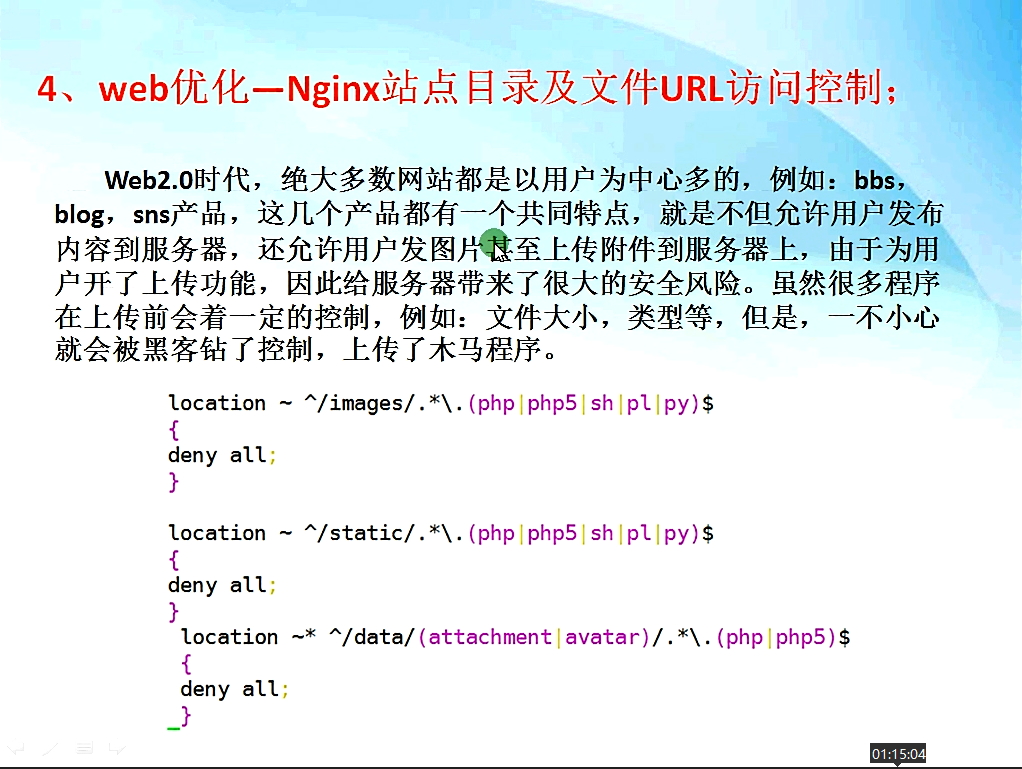 4、web优化—Nginx站点目录及文件URL访问控制；
Web2.0时代，绝大多数网站都是以用户为中心多的，例如：bbs，
blog，sns产品，这几个产品都有一个共同特点，就是不但允许用户发布
内容到服务器，还允许用户发图片甚至上传附件到服务器上，由于为用
户开了上传功能，因此给服务器带来了很大的安全风险。虽然很多程序
在上传前会着一定的控制，例如：文件大小，类型等，但是，一不小心
就会被黑客钻了控制，上传了木马程序。
location ~ ^/images/.*\.(php|php5|sh|pl|py)$
{
deny all;
}
location ~ ^/static/.*\.(php|php5|sh|pl|py)$
{
deny all;
}
location ~* ^/data/(attachment|avatar)/.*\.(php|php5)$
{
deny all;
}
01:15:04